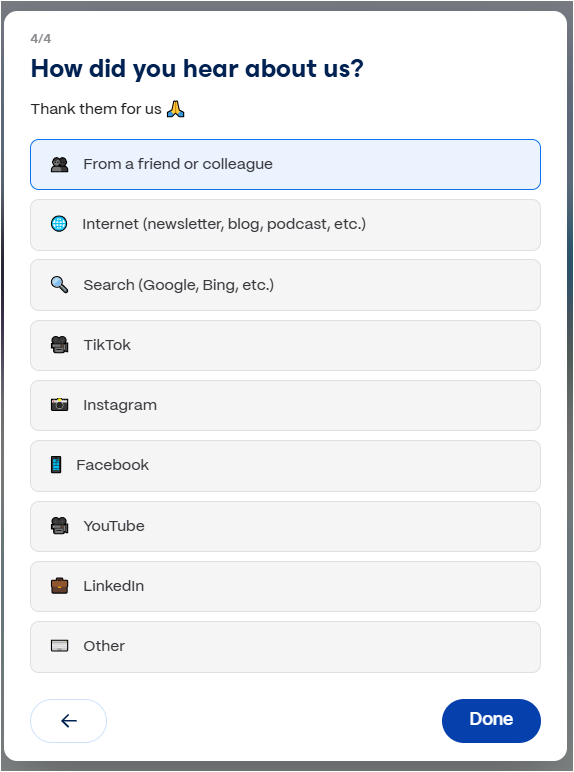 4/4
How did you hear about us?
Thank them for us 🙏
From a friend or colleague
Internet (newsletter, blog, podcast, etc.)
Search (Google, Bing, etc.)
TikTok
Instagram
Facebook
YouTube
LinkedIn
Other
Done